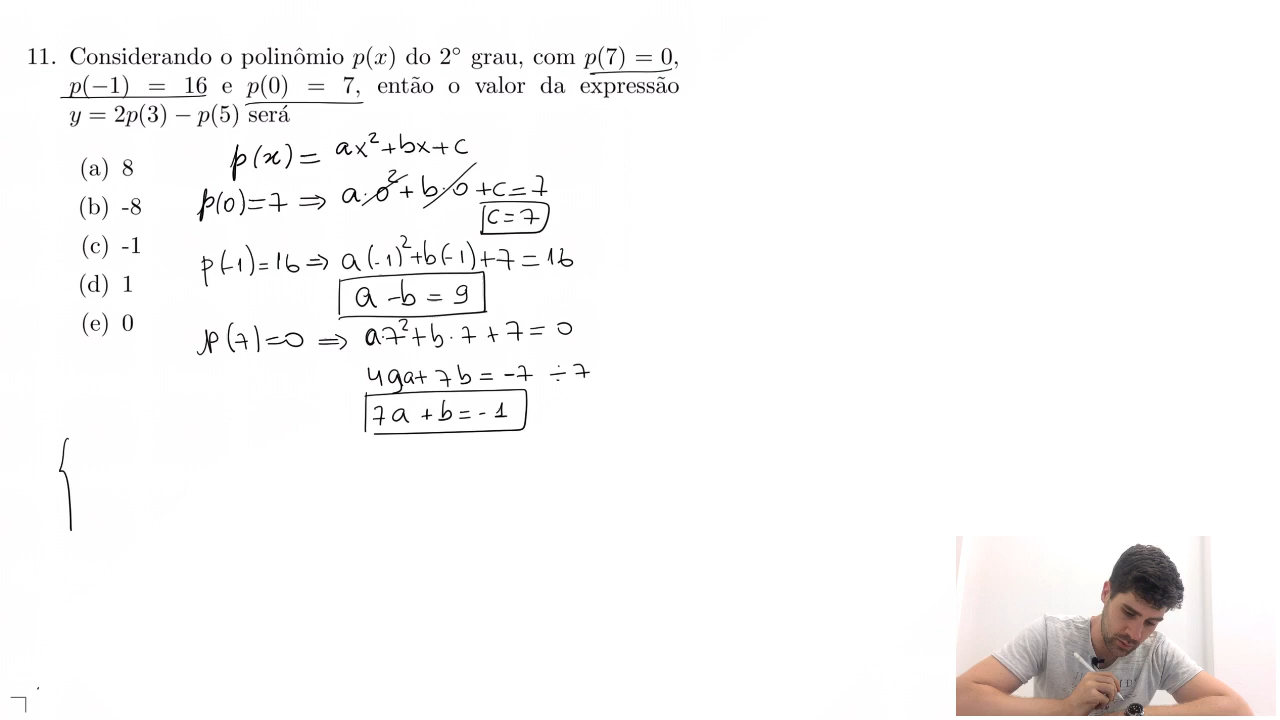 11. Considerando o polinômio p(x) do 2° grau, com p(7) = 0,
p(−1) = 16 e p(0) = 7, então o valor da expressão
y = 2p(3) − p(5) será
(a) 8
(b) -8
(c) -1
(d) 1
(e) 0
p(x) = ax²+bx+c
p(0)=7 ⇒ a·0²+b·0+c=7
c=7
p(-1)=16 ⇒ a(-1)²+b(-1)+7=16
a-b=9
p(7)=0 ⇒ a·7²+b·7+7=0
49a+7b=-7 ÷7
7a+b=-1